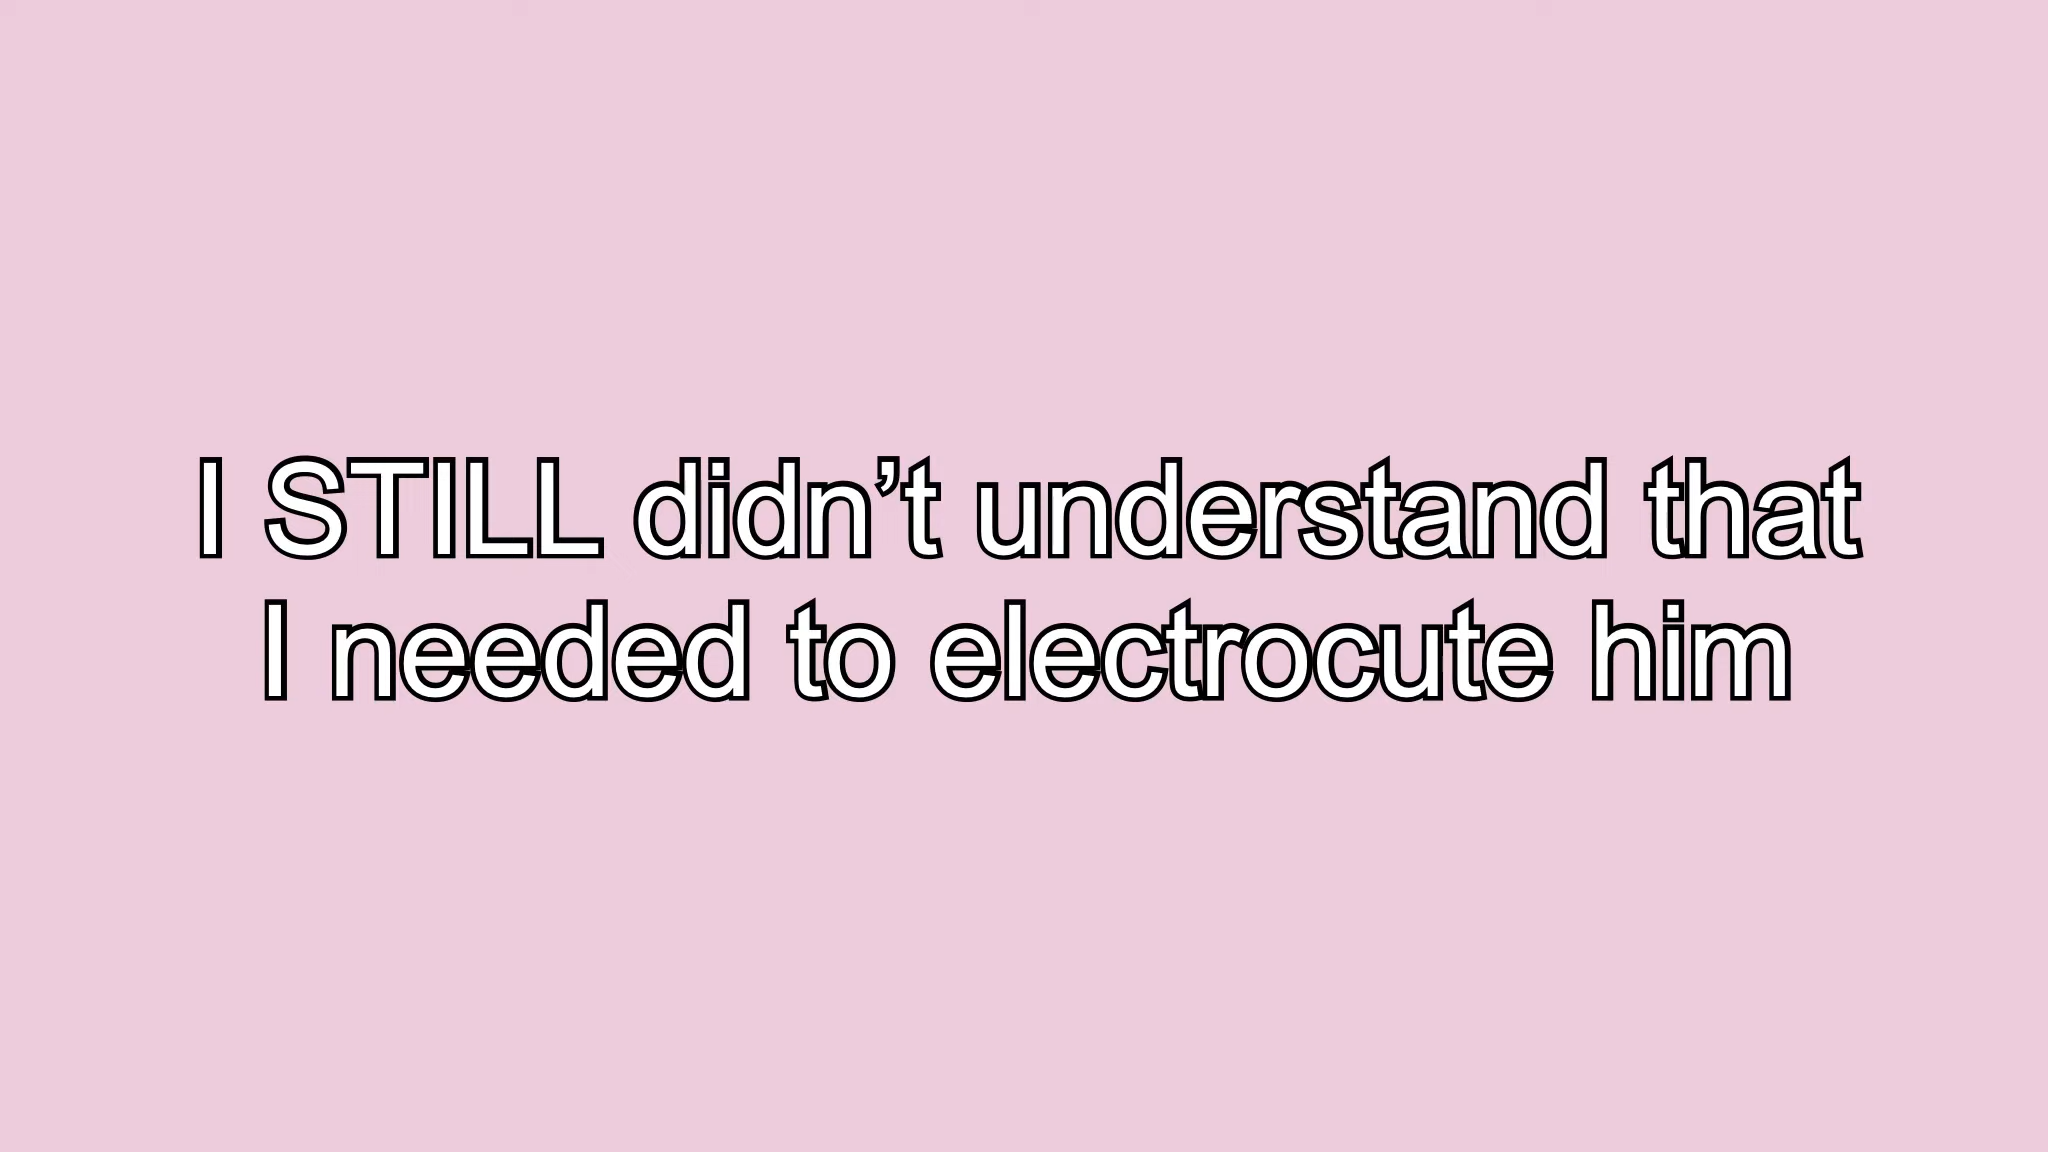 I STILL didn’t understand that
I needed to electrocute him